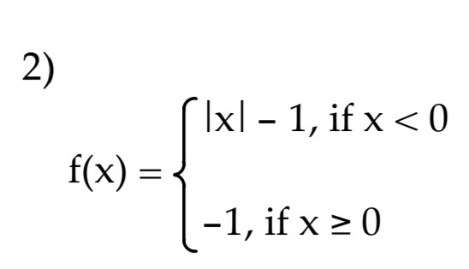 2)
|x| – 1, if x < 0
f(x) =
–1, if x ≥ 0